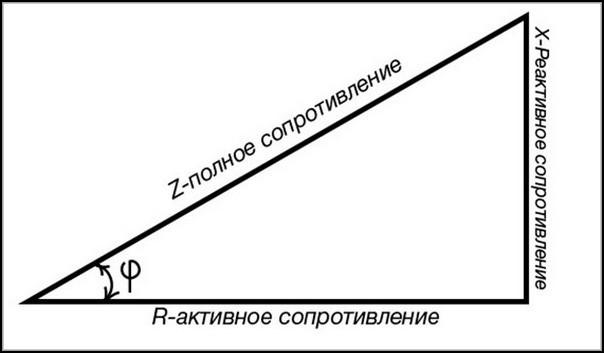 Z-полное сопротивление
X-Реактивное сопротивление
φ
R-активное сопротивление